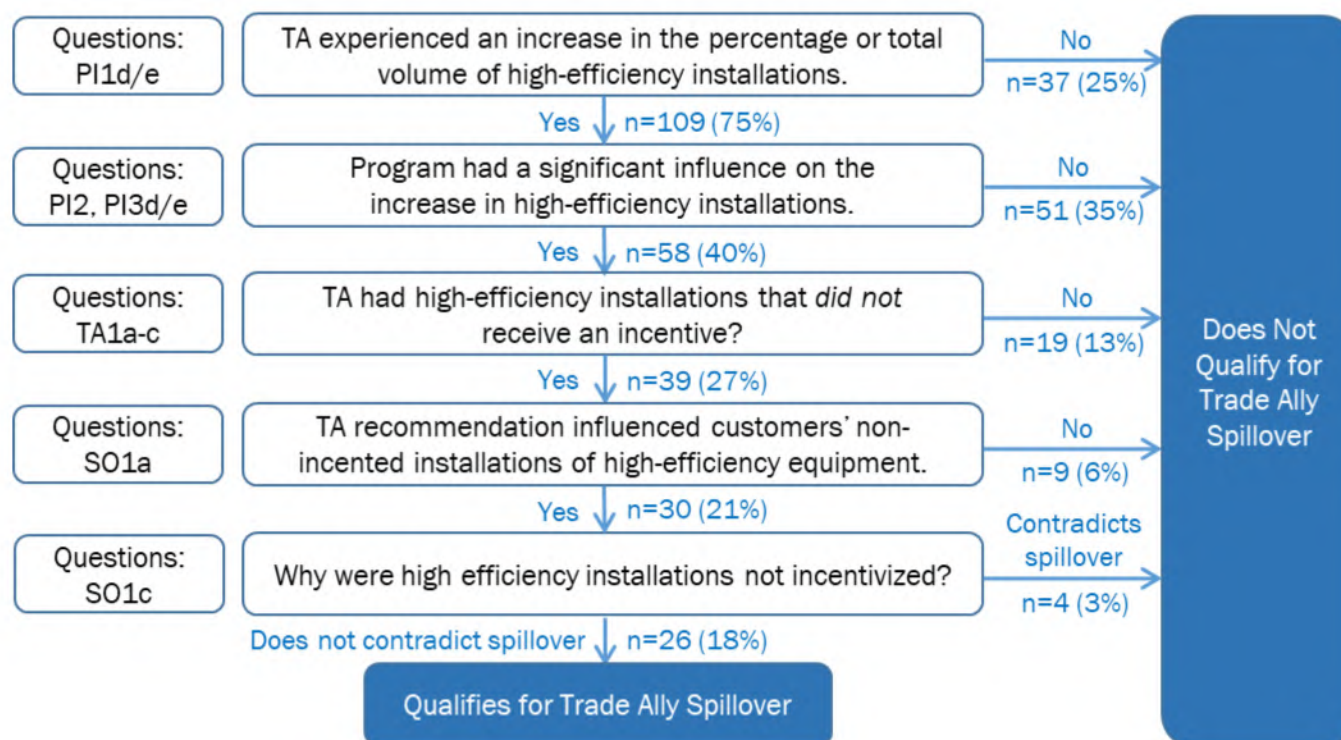 Questions:
PI1d/e
TA experienced an increase in the percentage or total
volume of high-efficiency installations.
No
n=37 (25%)
Yes n=109 (75%)
Questions:
PI2, PI3d/e
Program had a significant influence on the
increase in high-efficiency installations.
No
n=51 (35%)
Yes n=58 (40%)
Questions:
TA1a-c
TA had high-efficiency installations that did not
receive an incentive?
No
n=19 (13%)
Yes n=39 (27%)
Questions:
SO1a
TA recommendation influenced customers’ non-
incented installations of high-efficiency equipment.
No
n=9 (6%)
Yes n=30 (21%)
Questions:
SO1c
Why were high efficiency installations not incentivized?
Contradicts
spillover
n=4 (3%)
Does not contradict spillover n=26 (18%)
Qualifies for Trade Ally Spillover
Does Not
Qualify for
Trade Ally
Spillover